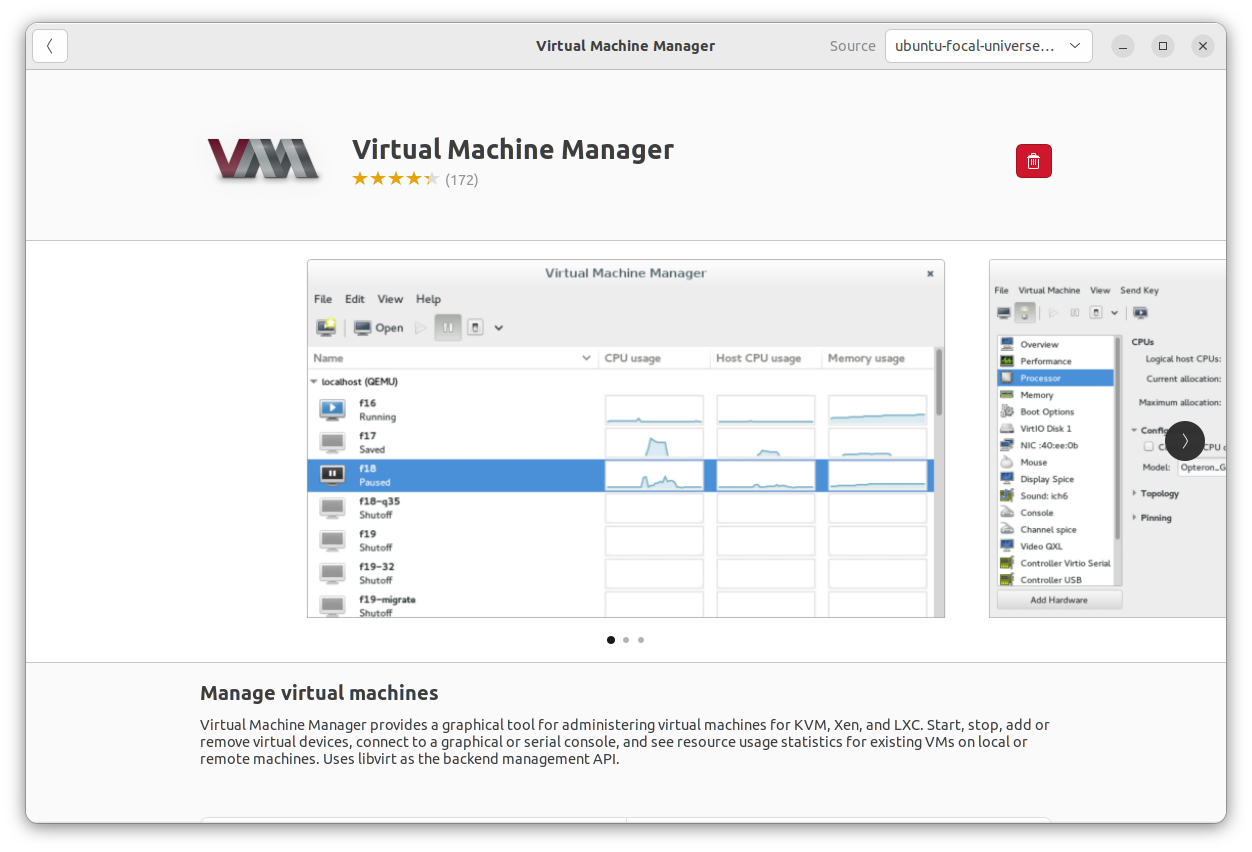 Virtual Machine Manager
Source
ubuntu-focal-universe...
VM
Virtual Machine Manager
(172)
Virtual Machine Manager
File Edit View Help
Open
Name CPU usage Host CPU usage Memory usage
localhost (QEMU)
f16
Running
f17
Saved
f18
Paused
f18-q35
Shutoff
f19
Shutoff
f19-32
Shutoff
f19-migrate
Shutoff
File Virtual Machine View Send Key
Overview
Performance
Processor
Memory
Boot Options
VirtIO Disk 1
NIC :40:ee:0b
Mouse
Display Spice
Sound: ich6
Console
Channel spice
Video QXL
Controller Virtio Serial
Controller USB
Add Hardware
CPUs
Logical host CPUs:
Current allocation:
Maximum allocation:
Model: Opteron_G
Topology
Pinning
Manage virtual machines
Virtual Machine Manager provides a graphical tool for administering virtual machines for KVM, Xen, and LXC. Start, stop, add or
remove virtual devices, connect to a graphical or serial console, and see resource usage statistics for existing VMs on local or
remote machines. Uses libvirt as the backend management API.